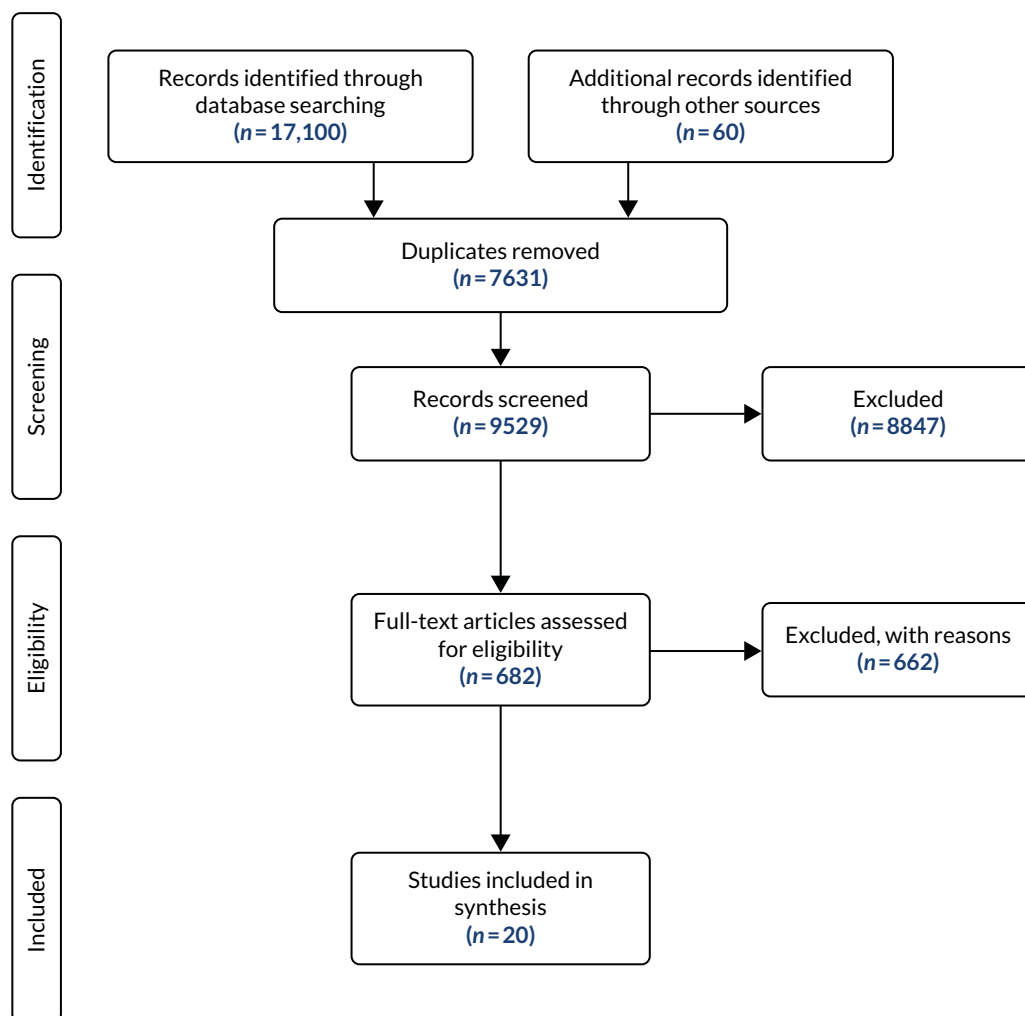 Identification
Records identified through
database searching
(n = 17,100)
Additional records identified
through other sources
(n = 60)
Duplicates removed
(n = 7631)
Screening
Records screened
(n = 9529)
Excluded
(n = 8847)
Eligibility
Full-text articles assessed
for eligibility
(n = 682)
Excluded, with reasons
(n = 662)
Included
Studies included in
synthesis
(n = 20)